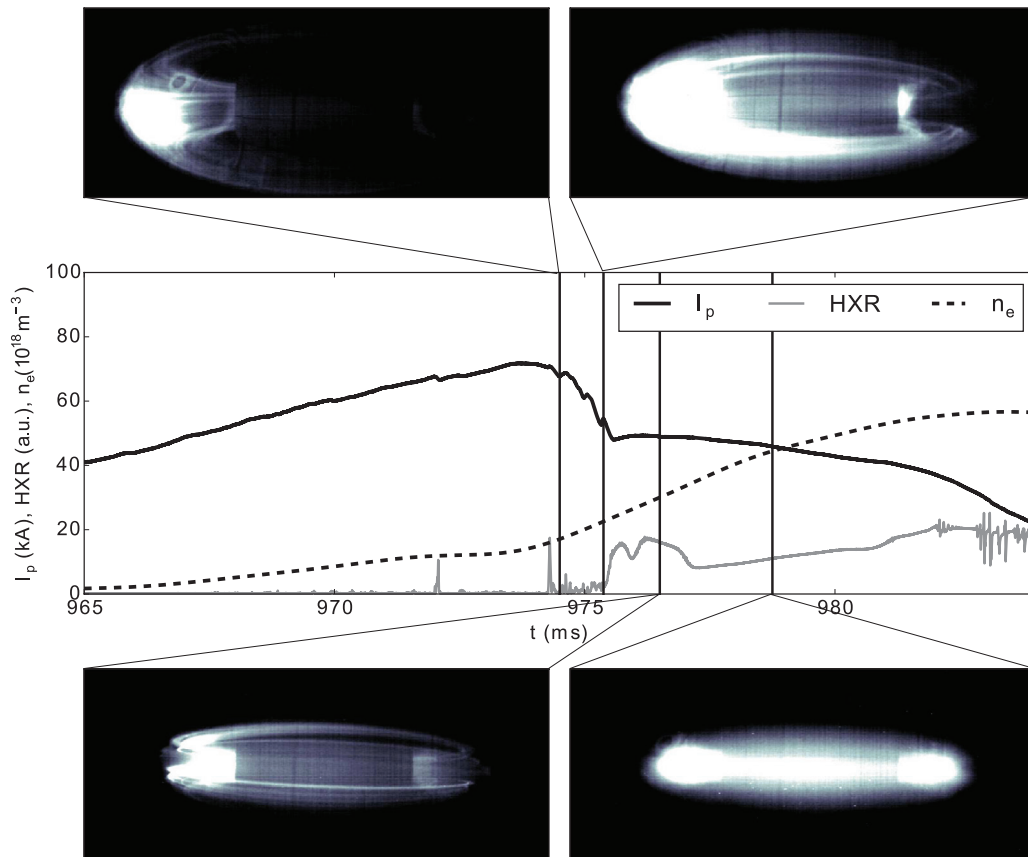 100
80
60
40
20
0
I_p (kA), HXR (a.u.), n_e(10^18 m^-3)
I_p HXR n_e
965 970 975 980
t (ms)